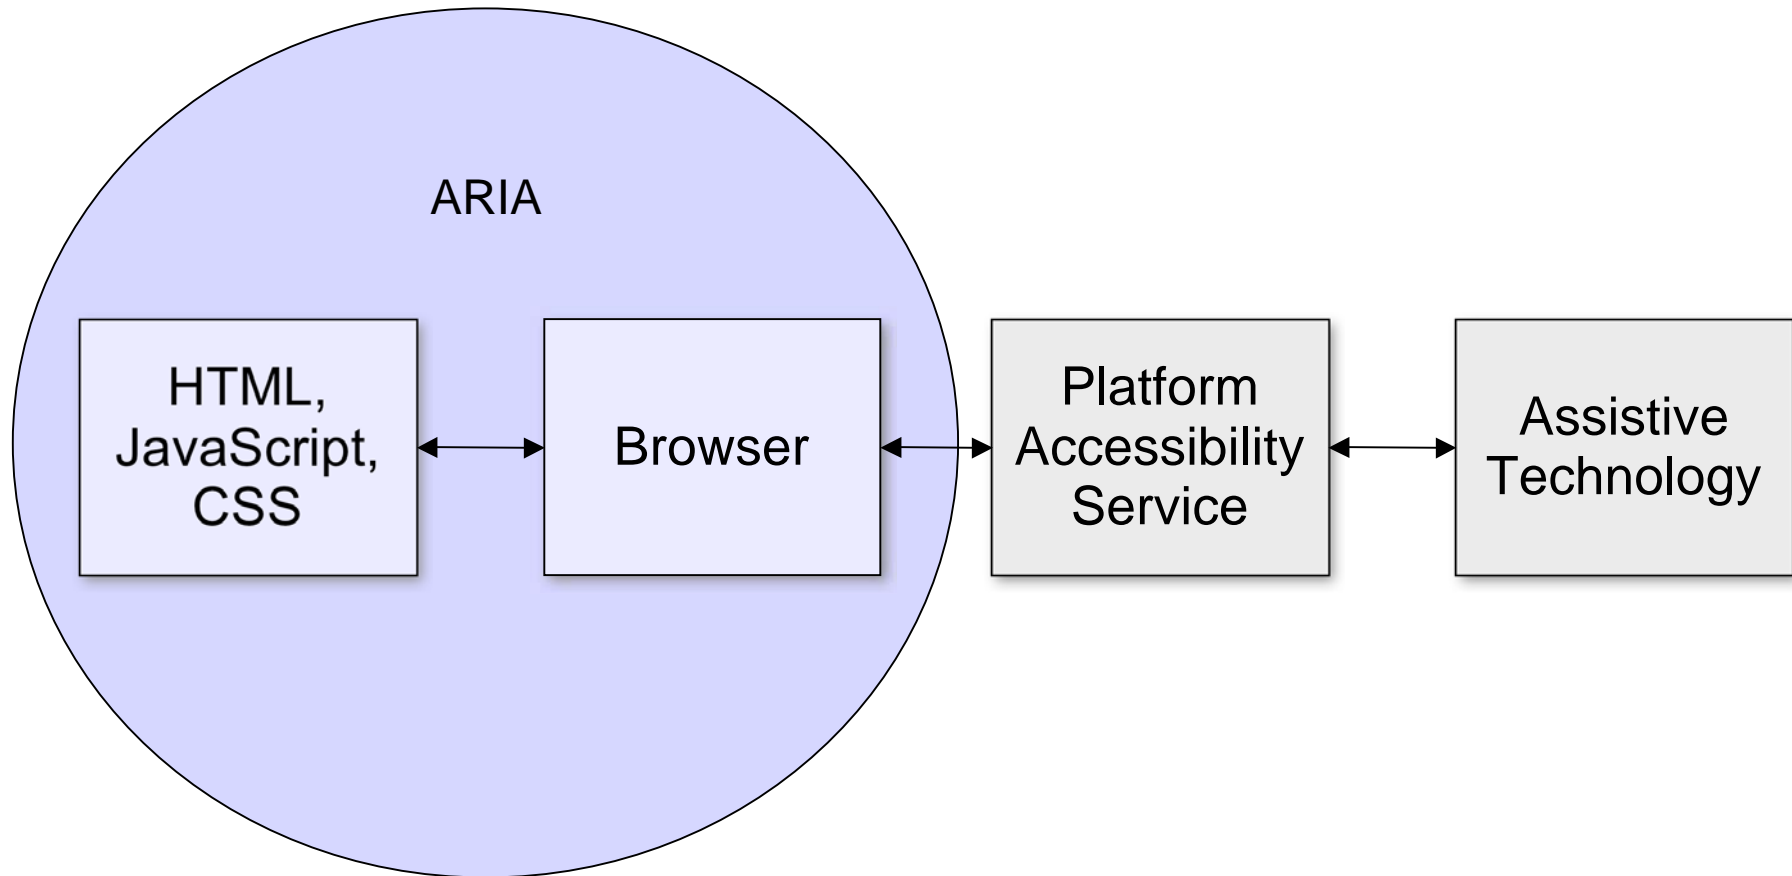 ARIA
HTML,
JavaScript,
CSS
Browser
Platform
Accessibility
Service
Assistive
Technology